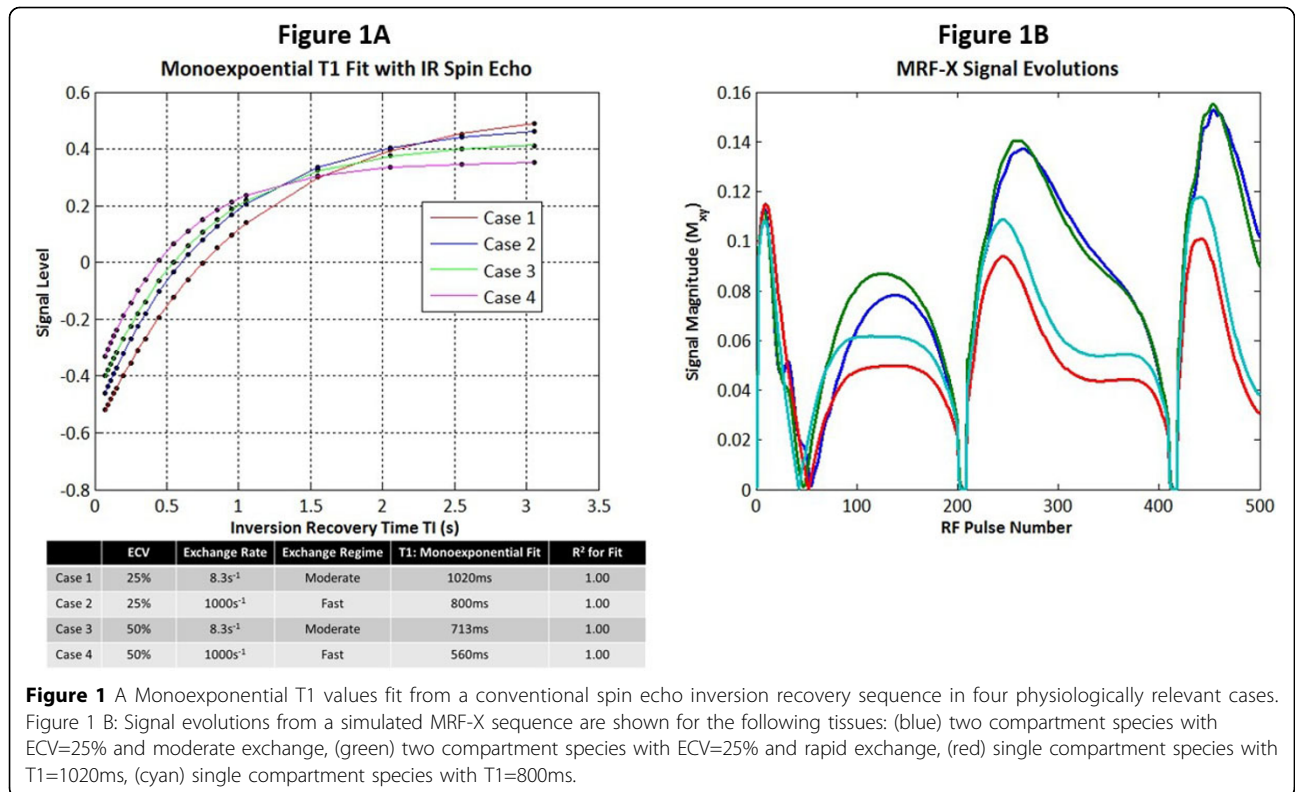 Figure 1A
Monoexpoential T1 Fit with IR Spin Echo
0.6
0.4
0.2
0
-0.2
-0.4
-0.6
-0.8
Signal Level
0 0.5 1 1.5 2 2.5 3 3.5
Inversion Recovery Time TI (s)
Case 1
Case 2
Case 3
Case 4
ECV Exchange Rate Exchange Regime T1: Monoexponential Fit R² for Fit
Case 1 25% 8.3s⁻¹ Moderate 1020ms 1.00
Case 2 25% 1000s⁻¹ Fast 800ms 1.00
Case 3 50% 8.3s⁻¹ Moderate 713ms 1.00
Case 4 50% 1000s⁻¹ Fast 560ms 1.00
Figure 1B
MRF-X Signal Evolutions
0.16
0.14
0.12
0.1
0.08
0.06
0.04
0.02
0
Signal Magnitude (Mxy)
0 100 200 300 400 500
RF Pulse Number
Figure 1 A Monoexponential T1 values fit from a conventional spin echo inversion recovery sequence in four physiologically relevant cases.
Figure 1 B: Signal evolutions from a simulated MRF-X sequence are shown for the following tissues: (blue) two compartment species with
ECV=25% and moderate exchange, (green) two compartment species with ECV=25% and rapid exchange, (red) single compartment species with
T1=1020ms, (cyan) single compartment species with T1=800ms.